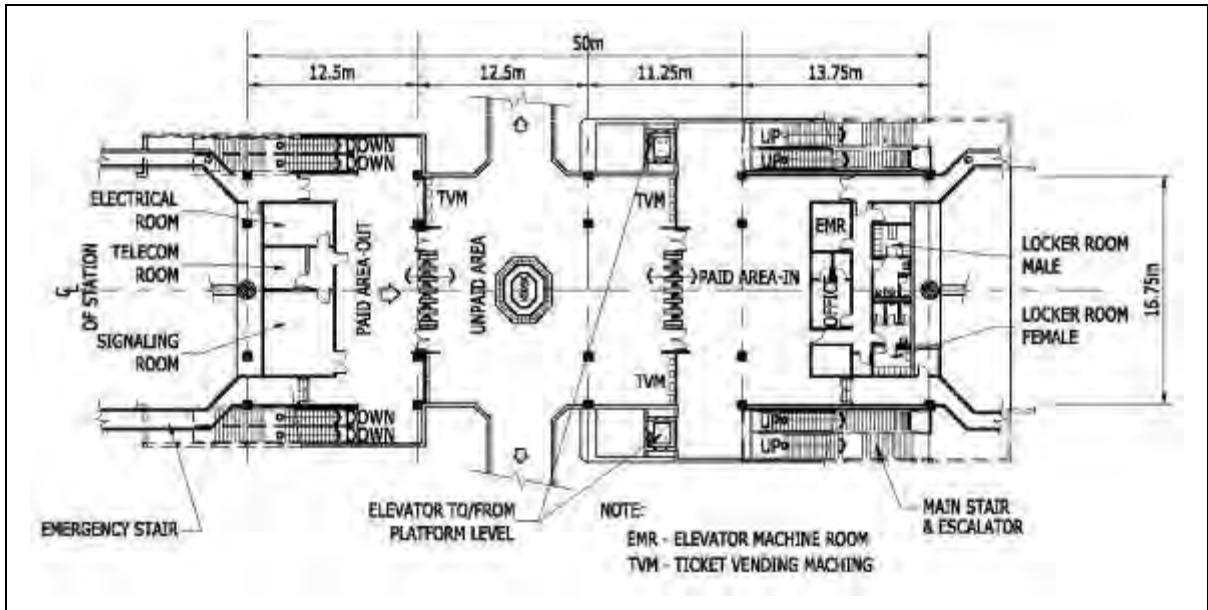 50m
12.5m
12.5m
11.25m
13.75m
DOWN
DOWN
UP
UP
ELECTRICAL
ROOM
TVM
TVM
EMR
TELECOM
ROOM
LOCKER ROOM
MALE
℄
OF STATION
PAID AREA-OUT
UNPAID AREA
PAID AREA-IN
OFFICE
16.75m
SIGNALING
ROOM
LOCKER ROOM
FEMALE
TVM
DOWN
DOWN
UP
UP
EMERGENCY STAIR
ELEVATOR TO/FROM
PLATFORM LEVEL
NOTE:
EMR - ELEVATOR MACHINE ROOM
TVM - TICKET VENDING MACHING
MAIN STAIR
& ESCALATOR